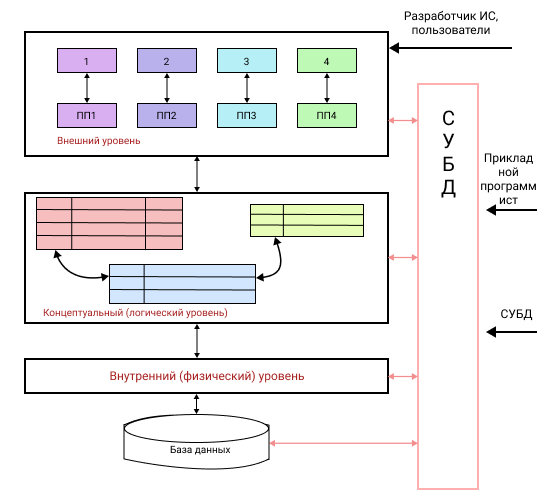 Разработчик ИС,
пользователи
1 2 3 4
ПП1 ПП2 ПП3 ПП4
Внешний уровень
С
У
Б
Д
Приклад
ной
программ
ист
Концептуальный (логический уровень)
СУБД
Внутренний (физический) уровень
База данных